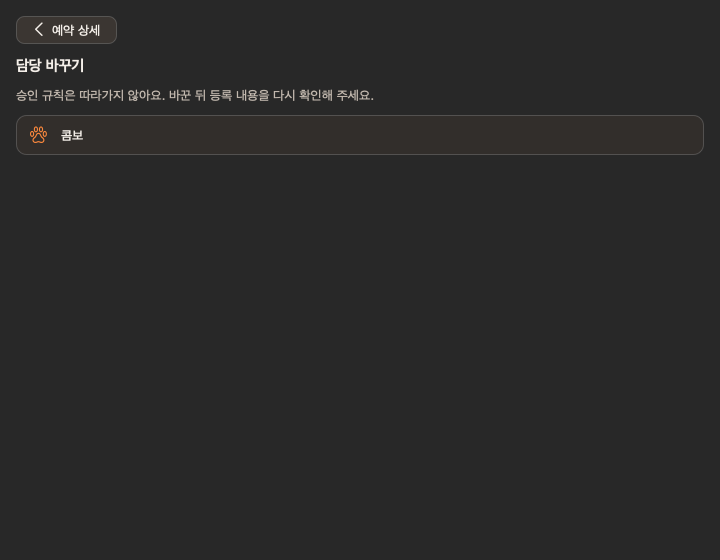 예약 상세
담당 바꾸기
승인 규칙은 따라가지 않아요. 바꾼 뒤 등록 내용을 다시 확인해 주세요.
콤보